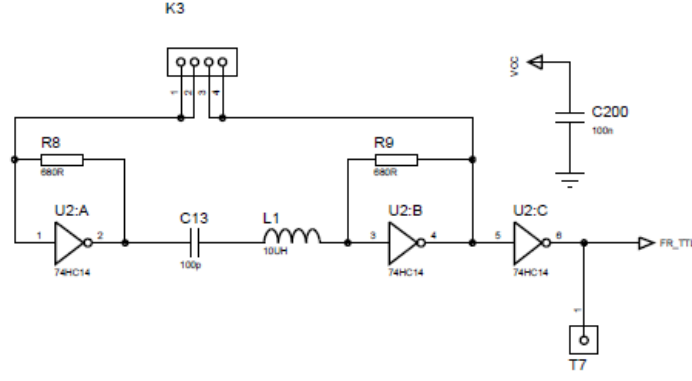 K3
1 2 3 4
VCC
C200
100n
R8
680R
R9
680R
U2:A
1 2
74HC14
C13
100p
L1
10UH
U2:B
3 4
74HC14
U2:C
5 6
74HC14
FR_TTL
1
T7